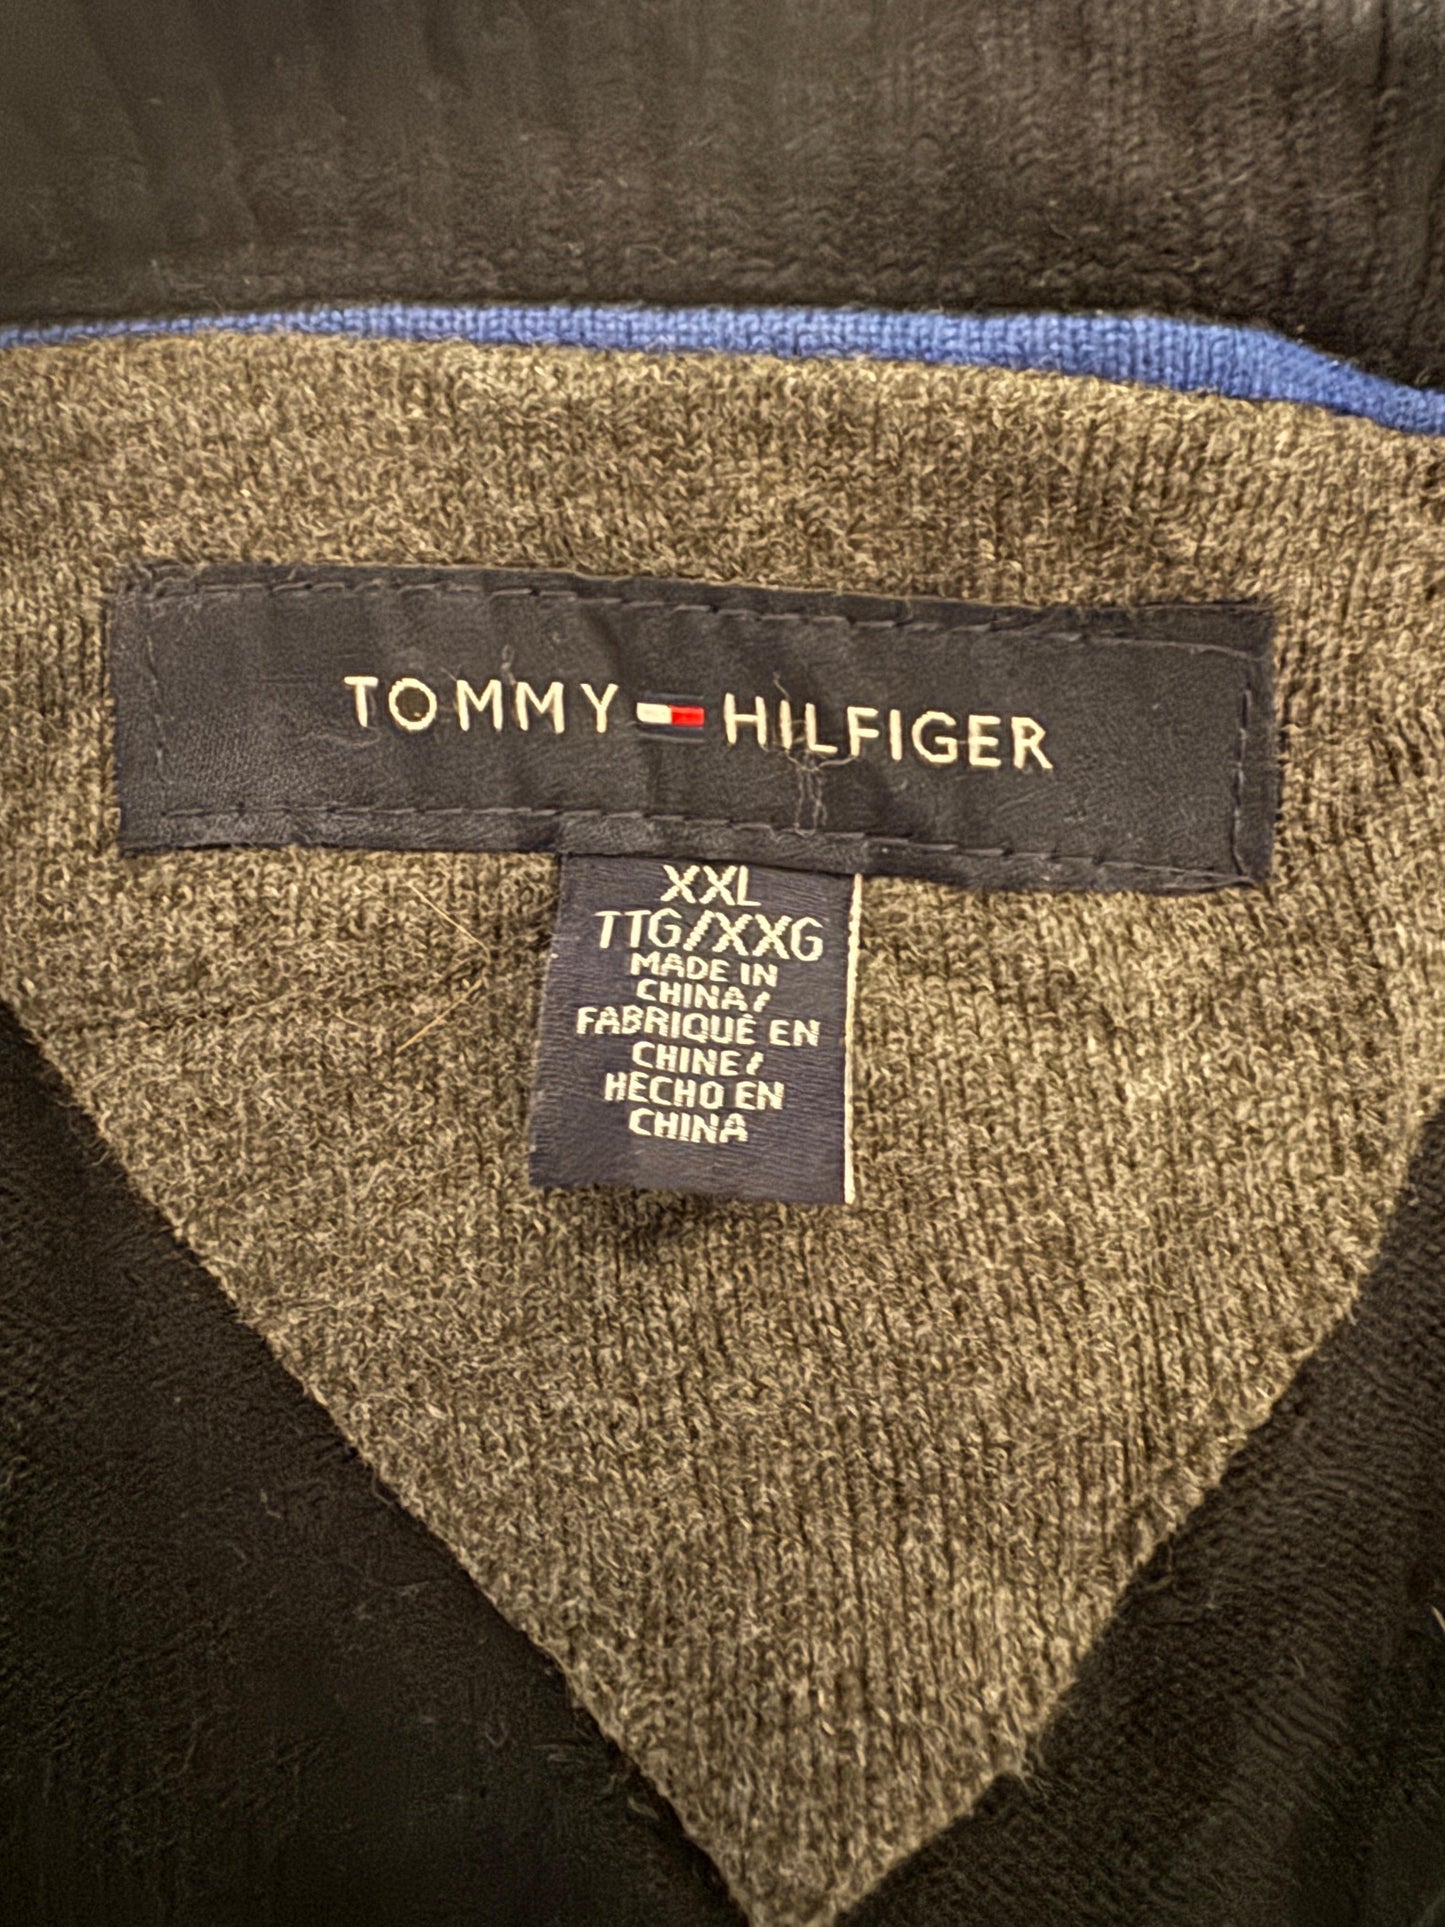 TOMMY HILFIGER
XXL
TTG/XXG
MADE IN
CHINA/
FABRIQUÉ EN
CHINE/
HECHO EN
CHINA